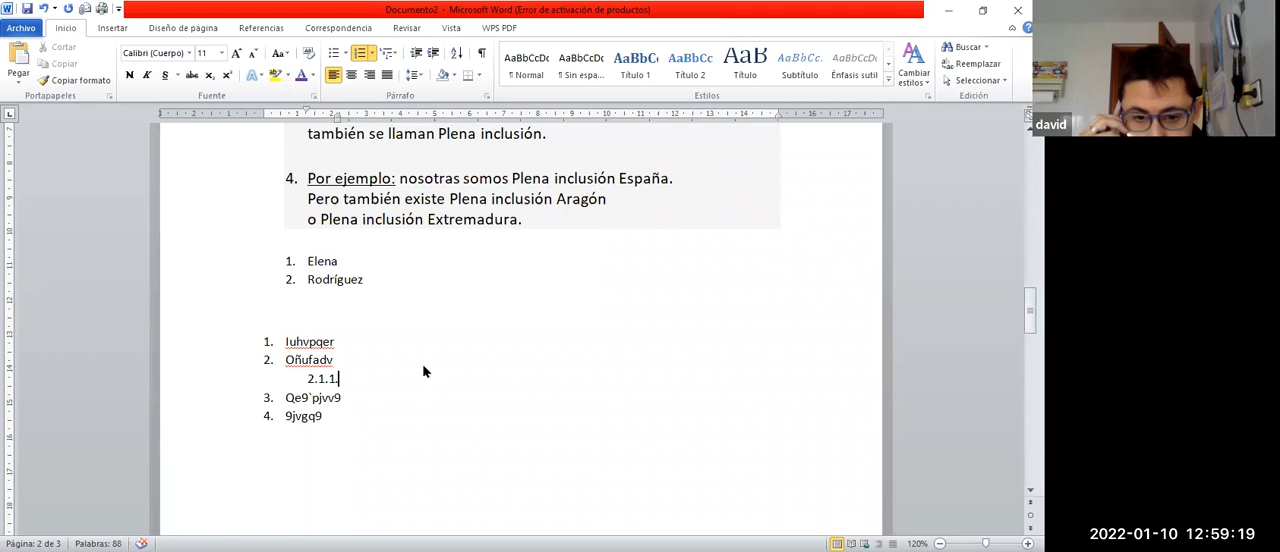 Documento2 - Microsoft Word (Error de activación de productos)
Archivo Inicio Insertar Diseño de página Referencias Correspondencia Revisar Vista WPS PDF
Pegar
Cortar
Copiar
Copiar formato
Portapapeles
Calibri (Cuerpo) 11
N K S abc x₂ x²
Fuente
Párrafo
AaBbCcDc AaBbCcDc AaBbC AaBbCc AaB AaBbCc. AaBbCcDc
¶ Normal ¶ Sin espa... Título 1 Título 2 Título Subtítulo Énfasis sutil
Cambiar estilos
Estilos
Buscar
Reemplazar
Seleccionar
Edición
david
también se llaman Plena inclusión.
4. Por ejemplo: nosotras somos Plena inclusión España.
Pero también existe Plena inclusión Aragón
o Plena inclusión Extremadura.
1. Elena
2. Rodríguez
1. Iuhvpqer
2. Oñufadv
2.1.1.
3. Qe9`pjvv9
4. 9jvgq9
Página: 2 de 3 Palabras: 88 120%
2022-01-10 12:59:19